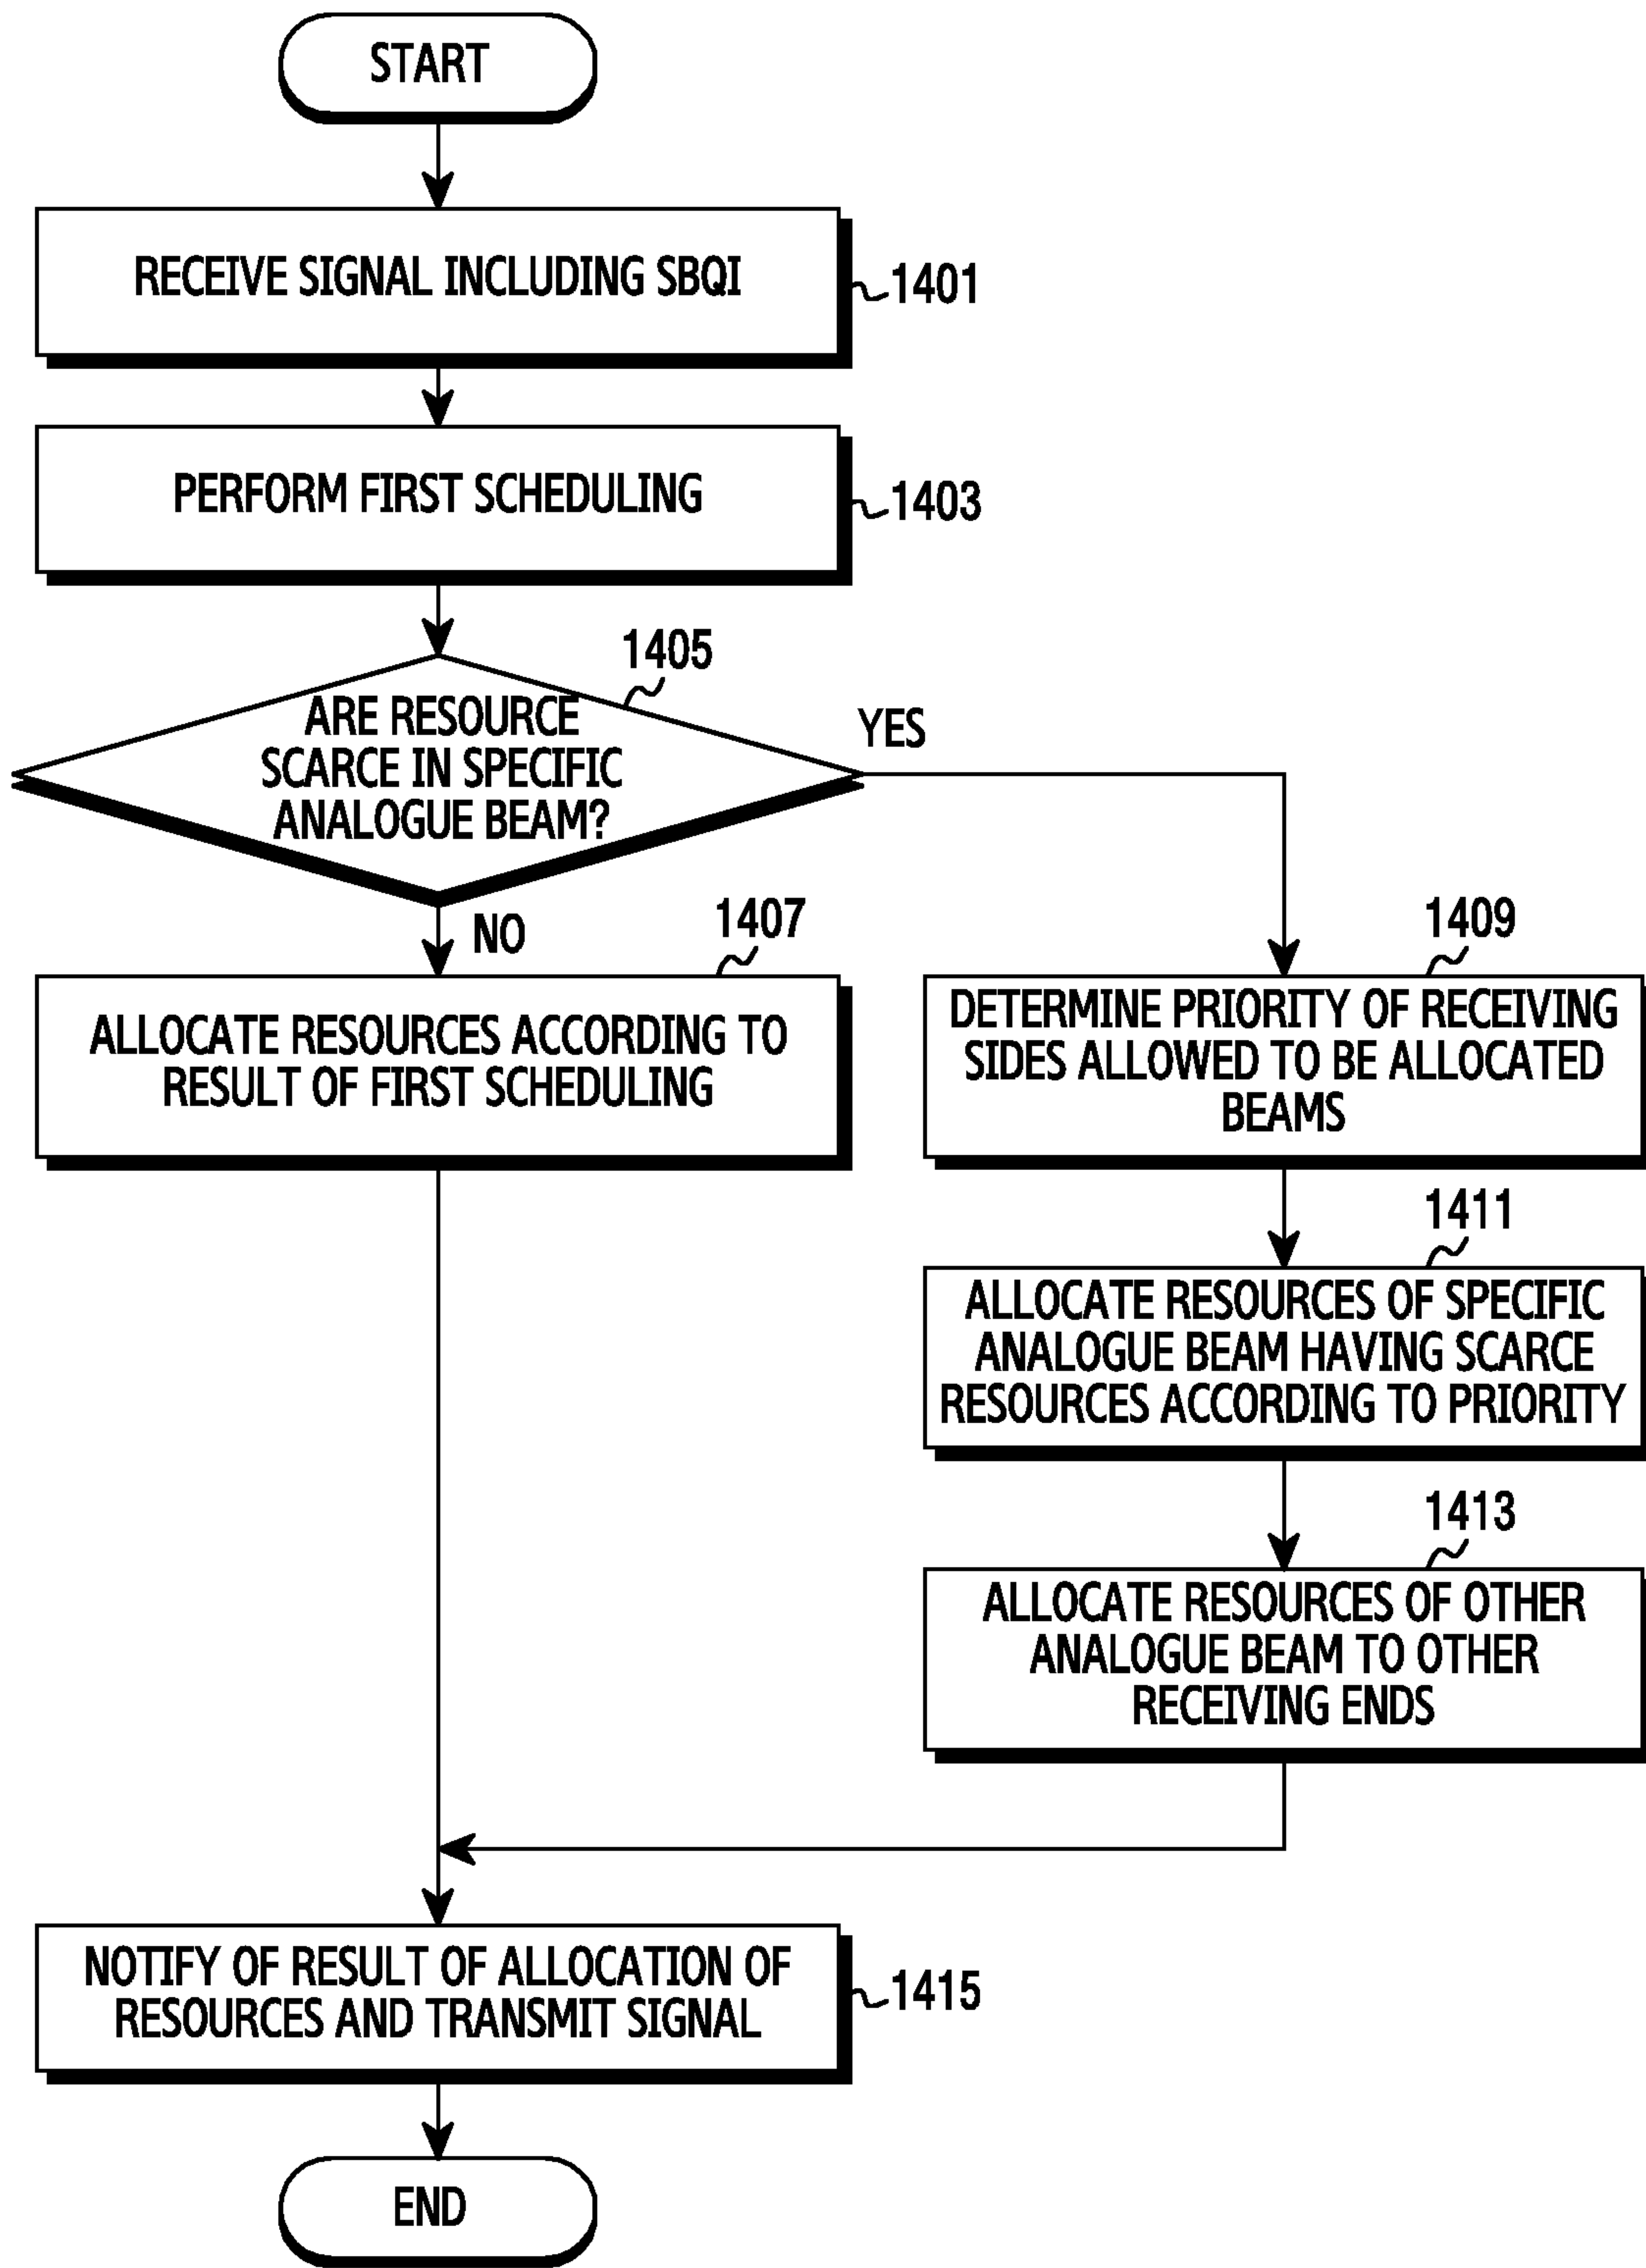 START
RECEIVE SIGNAL INCLUDING SBQI
1401
PERFORM FIRST SCHEDULING
1403
1405
ARE RESOURCE
SCARCE IN SPECIFIC
ANALOGUE BEAM?
YES
NO
1407
ALLOCATE RESOURCES ACCORDING TO
RESULT OF FIRST SCHEDULING
1409
DETERMINE PRIORITY OF RECEIVING
SIDES ALLOWED TO BE ALLOCATED
BEAMS
1411
ALLOCATE RESOURCES OF SPECIFIC
ANALOGUE BEAM HAVING SCARCE
RESOURCES ACCORDING TO PRIORITY
1413
ALLOCATE RESOURCES OF OTHER
ANALOGUE BEAM TO OTHER
RECEIVING ENDS
NOTIFY OF RESULT OF ALLOCATION OF
RESOURCES AND TRANSMIT SIGNAL
1415
END